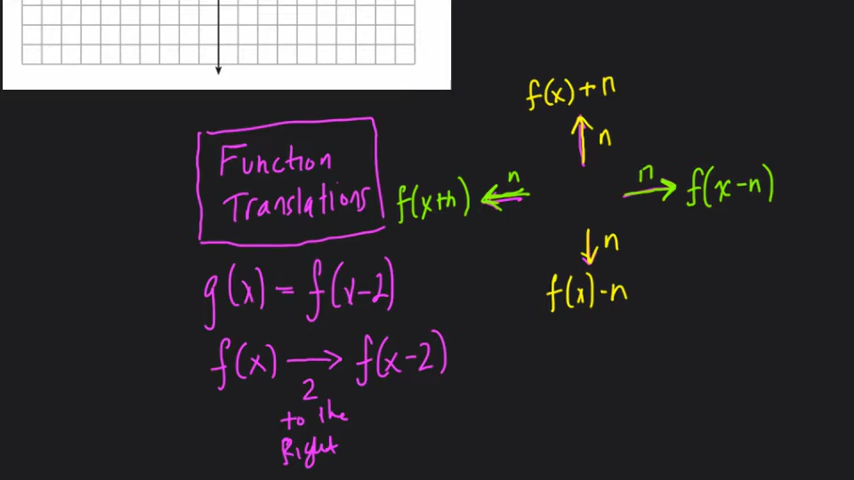 f(x)+n
n
Function
Translations
f(x+n)
n
n
f(x-n)
n
f(x)-n
g(x) = f(x-2)
f(x) → f(x-2)
2
to the
Right